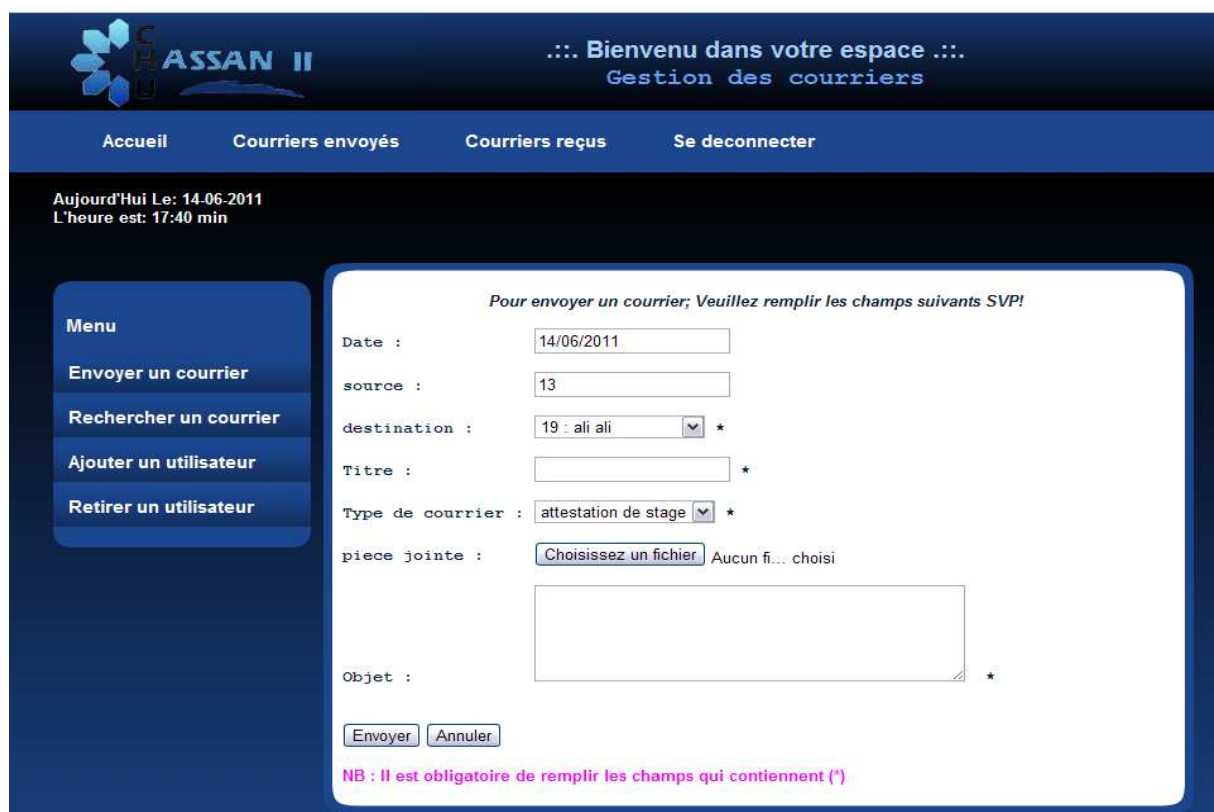 CHU
HASSAN II
.::. Bienvenu dans votre espace .::.
Gestion des courriers
Accueil Courriers envoyés Courriers reçus Se deconnecter
Aujourd'Hui Le: 14-06-2011
L'heure est: 17:40 min
Menu
Envoyer un courrier
Rechercher un courrier
Ajouter un utilisateur
Retirer un utilisateur
Pour envoyer un courrier; Veuillez remplir les champs suivants SVP!
Date : 14/06/2011
source : 13
destination : 19 : ali ali *
Titre : *
Type de courrier : attestation de stage *
piece jointe : Choisissez un fichier Aucun fi... choisi
Objet : *
Envoyer Annuler
NB : Il est obligatoire de remplir les champs qui contiennent (*)